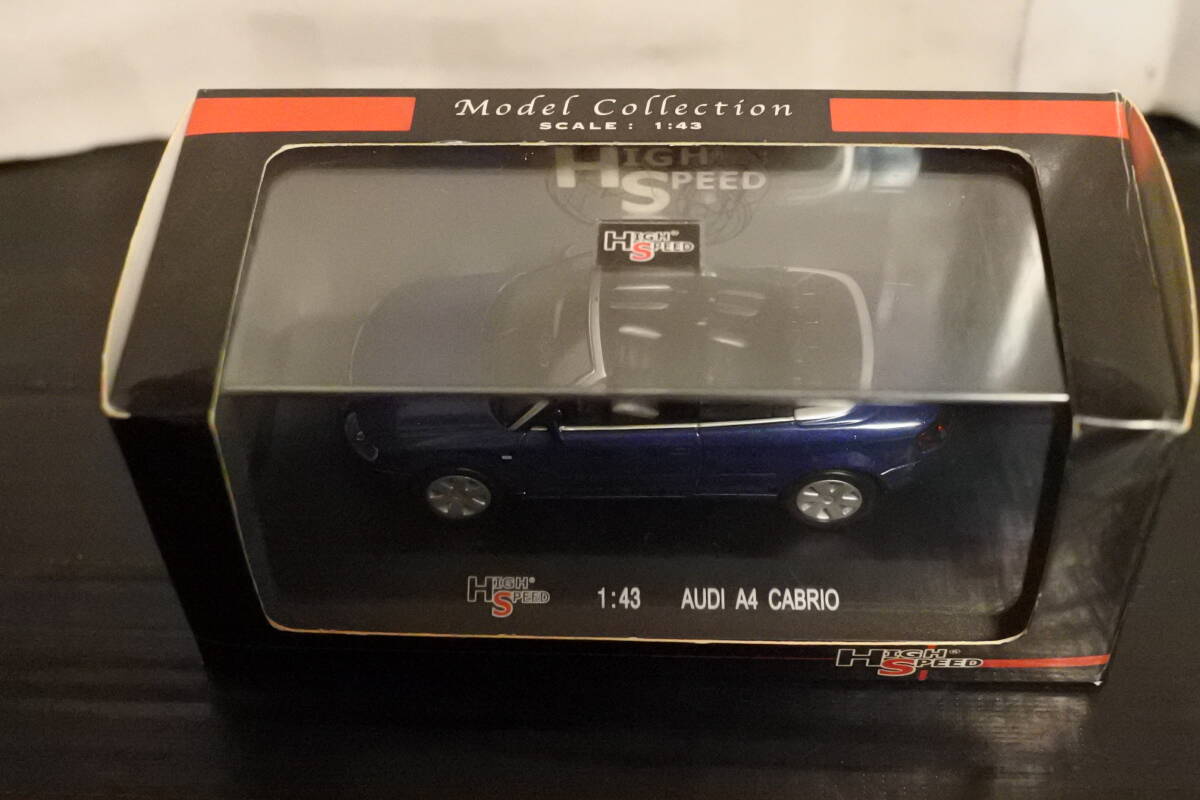 Model Collection
SCALE : 1:43
HIGH SPEED
HIGH® SPEED
HIGH® SPEED 1:43 AUDI A4 CABRIO
HIGH® SPEED